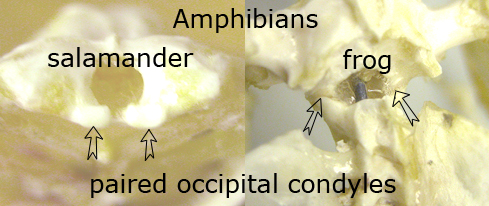 Amphibians
salamander
frog
paired occipital condyles